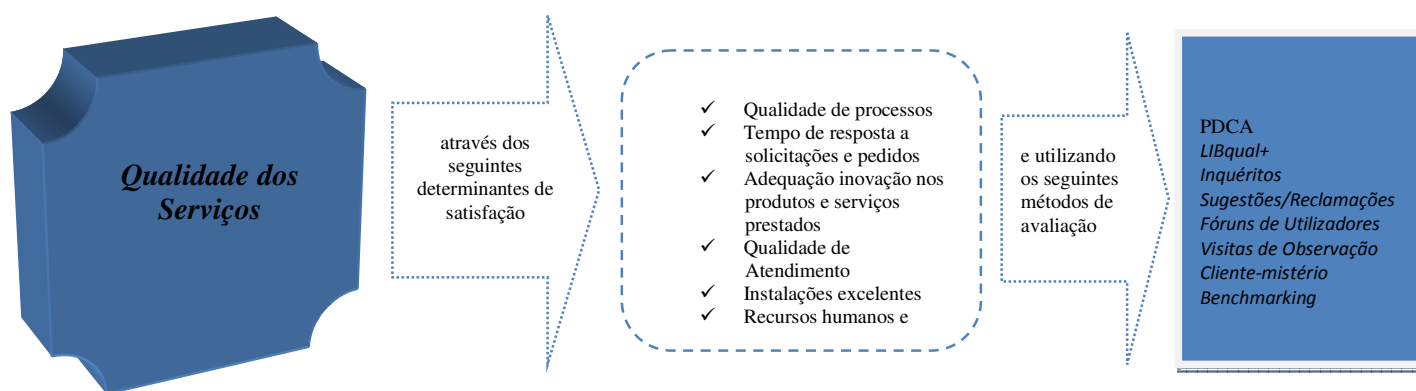 Qualidade dos
Serviços
através dos
seguintes
determinantes de
satisfação
✓ Qualidade de processos
✓ Tempo de resposta a
solicitações e pedidos
✓ Adequação inovação nos
produtos e serviços
prestados
✓ Qualidade de
Atendimento
✓ Instalações excelentes
✓ Recursos humanos e
e utilizando
os seguintes
métodos de
avaliação
PDCA
LIBqual+
Inquéritos
Sugestões/Reclamações
Fóruns de Utilizadores
Visitas de Observação
Cliente-mistério
Benchmarking